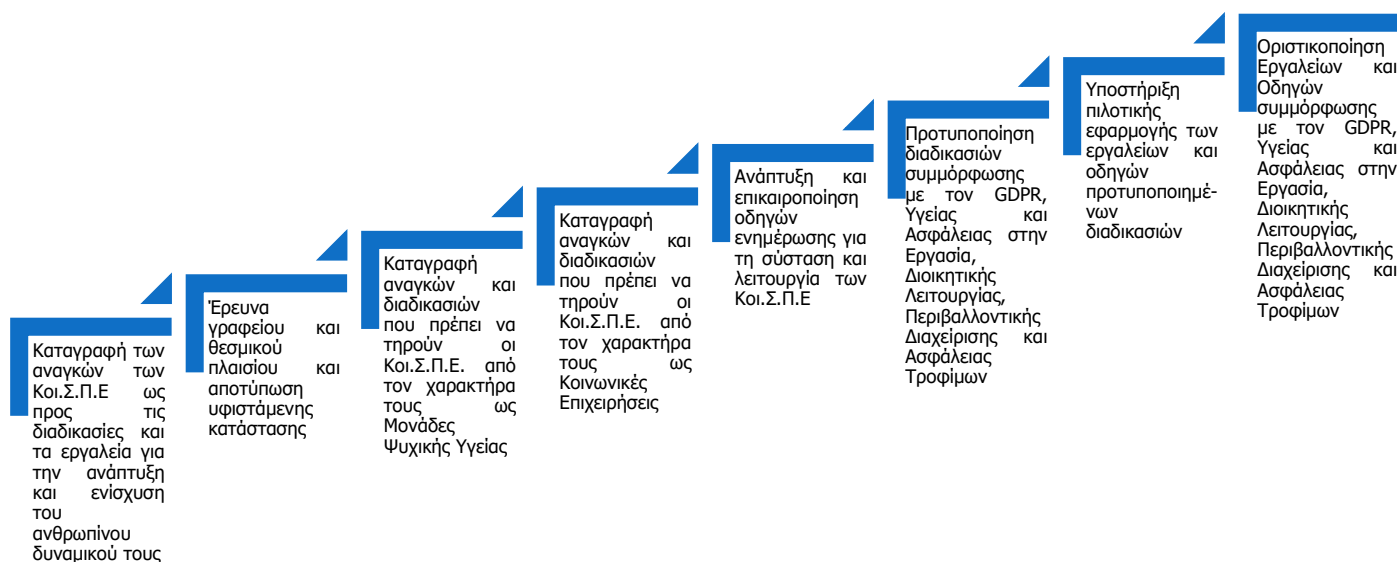 Καταγραφή των
αναγκών των
Κοι.Σ.Π.Ε ως
προς τις
διαδικασίες και
τα εργαλεία για
την ανάπτυξη
και ενίσχυση
του
ανθρωπίνου
δυναμικού τους
Έρευνα
γραφείου και
θεσμικού
πλαισίου και
αποτύπωση
υφιστάμενης
κατάστασης
Καταγραφή
αναγκών και
διαδικασιών
που πρέπει να
τηρούν οι
Κοι.Σ.Π.Ε. από
τον χαρακτήρα
τους ως
Μονάδες
Ψυχικής Υγείας
Καταγραφή
αναγκών και
διαδικασιών
που πρέπει να
τηρούν οι
Κοι.Σ.Π.Ε. από
τον χαρακτήρα
τους ως
Κοινωνικές
Επιχειρήσεις
Ανάπτυξη και
επικαιροποίηση
οδηγών
ενημέρωσης για
τη σύσταση και
λειτουργία των
Κοι.Σ.Π.Ε
Προτυποποίηση
διαδικασιών
συμμόρφωσης
με τον GDPR,
Υγείας και
Ασφάλειας στην
Εργασία,
Διοικητικής
Λειτουργίας,
Περιβαλλοντικής
Διαχείρισης και
Ασφάλειας
Τροφίμων
Υποστήριξη
πιλοτικής
εφαρμογής των
εργαλείων και
οδηγών
προτυποποιημέ-
νων
διαδικασιών
Οριστικοποίηση
Εργαλείων και
Οδηγών
συμμόρφωσης
με τον GDPR,
Υγείας και
Ασφάλειας στην
Εργασία,
Διοικητικής
Λειτουργίας,
Περιβαλλοντικής
Διαχείρισης και
Ασφάλειας
Τροφίμων